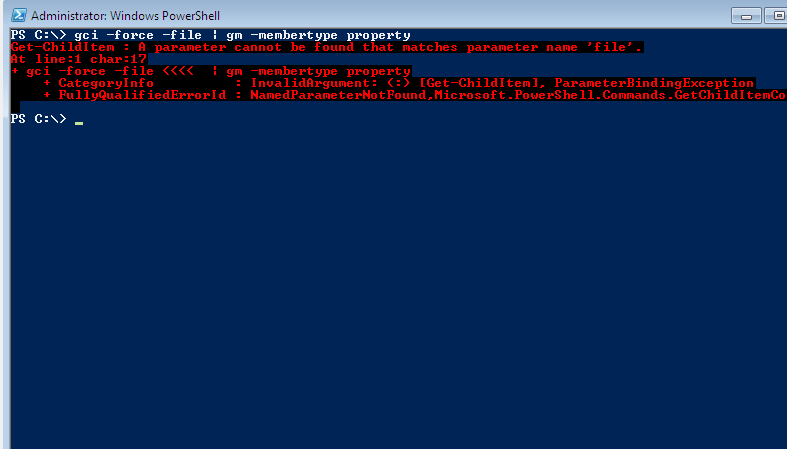 Administrator: Windows PowerShell
PS C:\> gci -force -file | gm -membertype property
Get-ChildItem : A parameter cannot be found that matches parameter name 'file'.
At line:1 char:17
+ gci -force -file <<<<  | gm -membertype property
    + CategoryInfo          : InvalidArgument: (:) [Get-ChildItem], ParameterBindingException
    + FullyQualifiedErrorId : NamedParameterNotFound,Microsoft.PowerShell.Commands.GetChildItemCo
PS C:\>